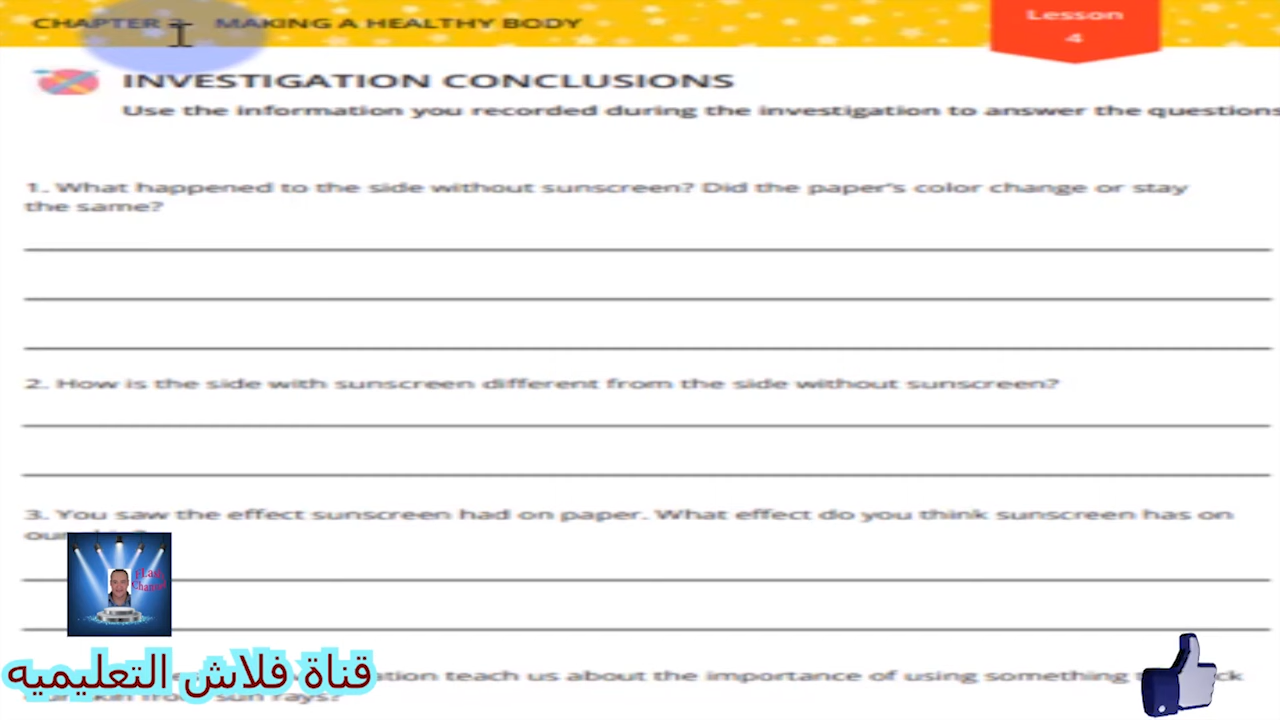 CHAPTER MAKING A HEALTHY BODY
Lesson
4
INVESTIGATION CONCLUSIONS
Use the information you recorded during the investigation to answer the questions
1. What happened to the side without sunscreen? Did the paper's color change or stay
the same?
2. How is the side with sunscreen different from the side without sunscreen?
3. You saw the effect sunscreen had on paper. What effect do you think sunscreen has on
Flash
Channel
قناة فلاش التعليميه
teach us about the importance of using something
from sun rays?